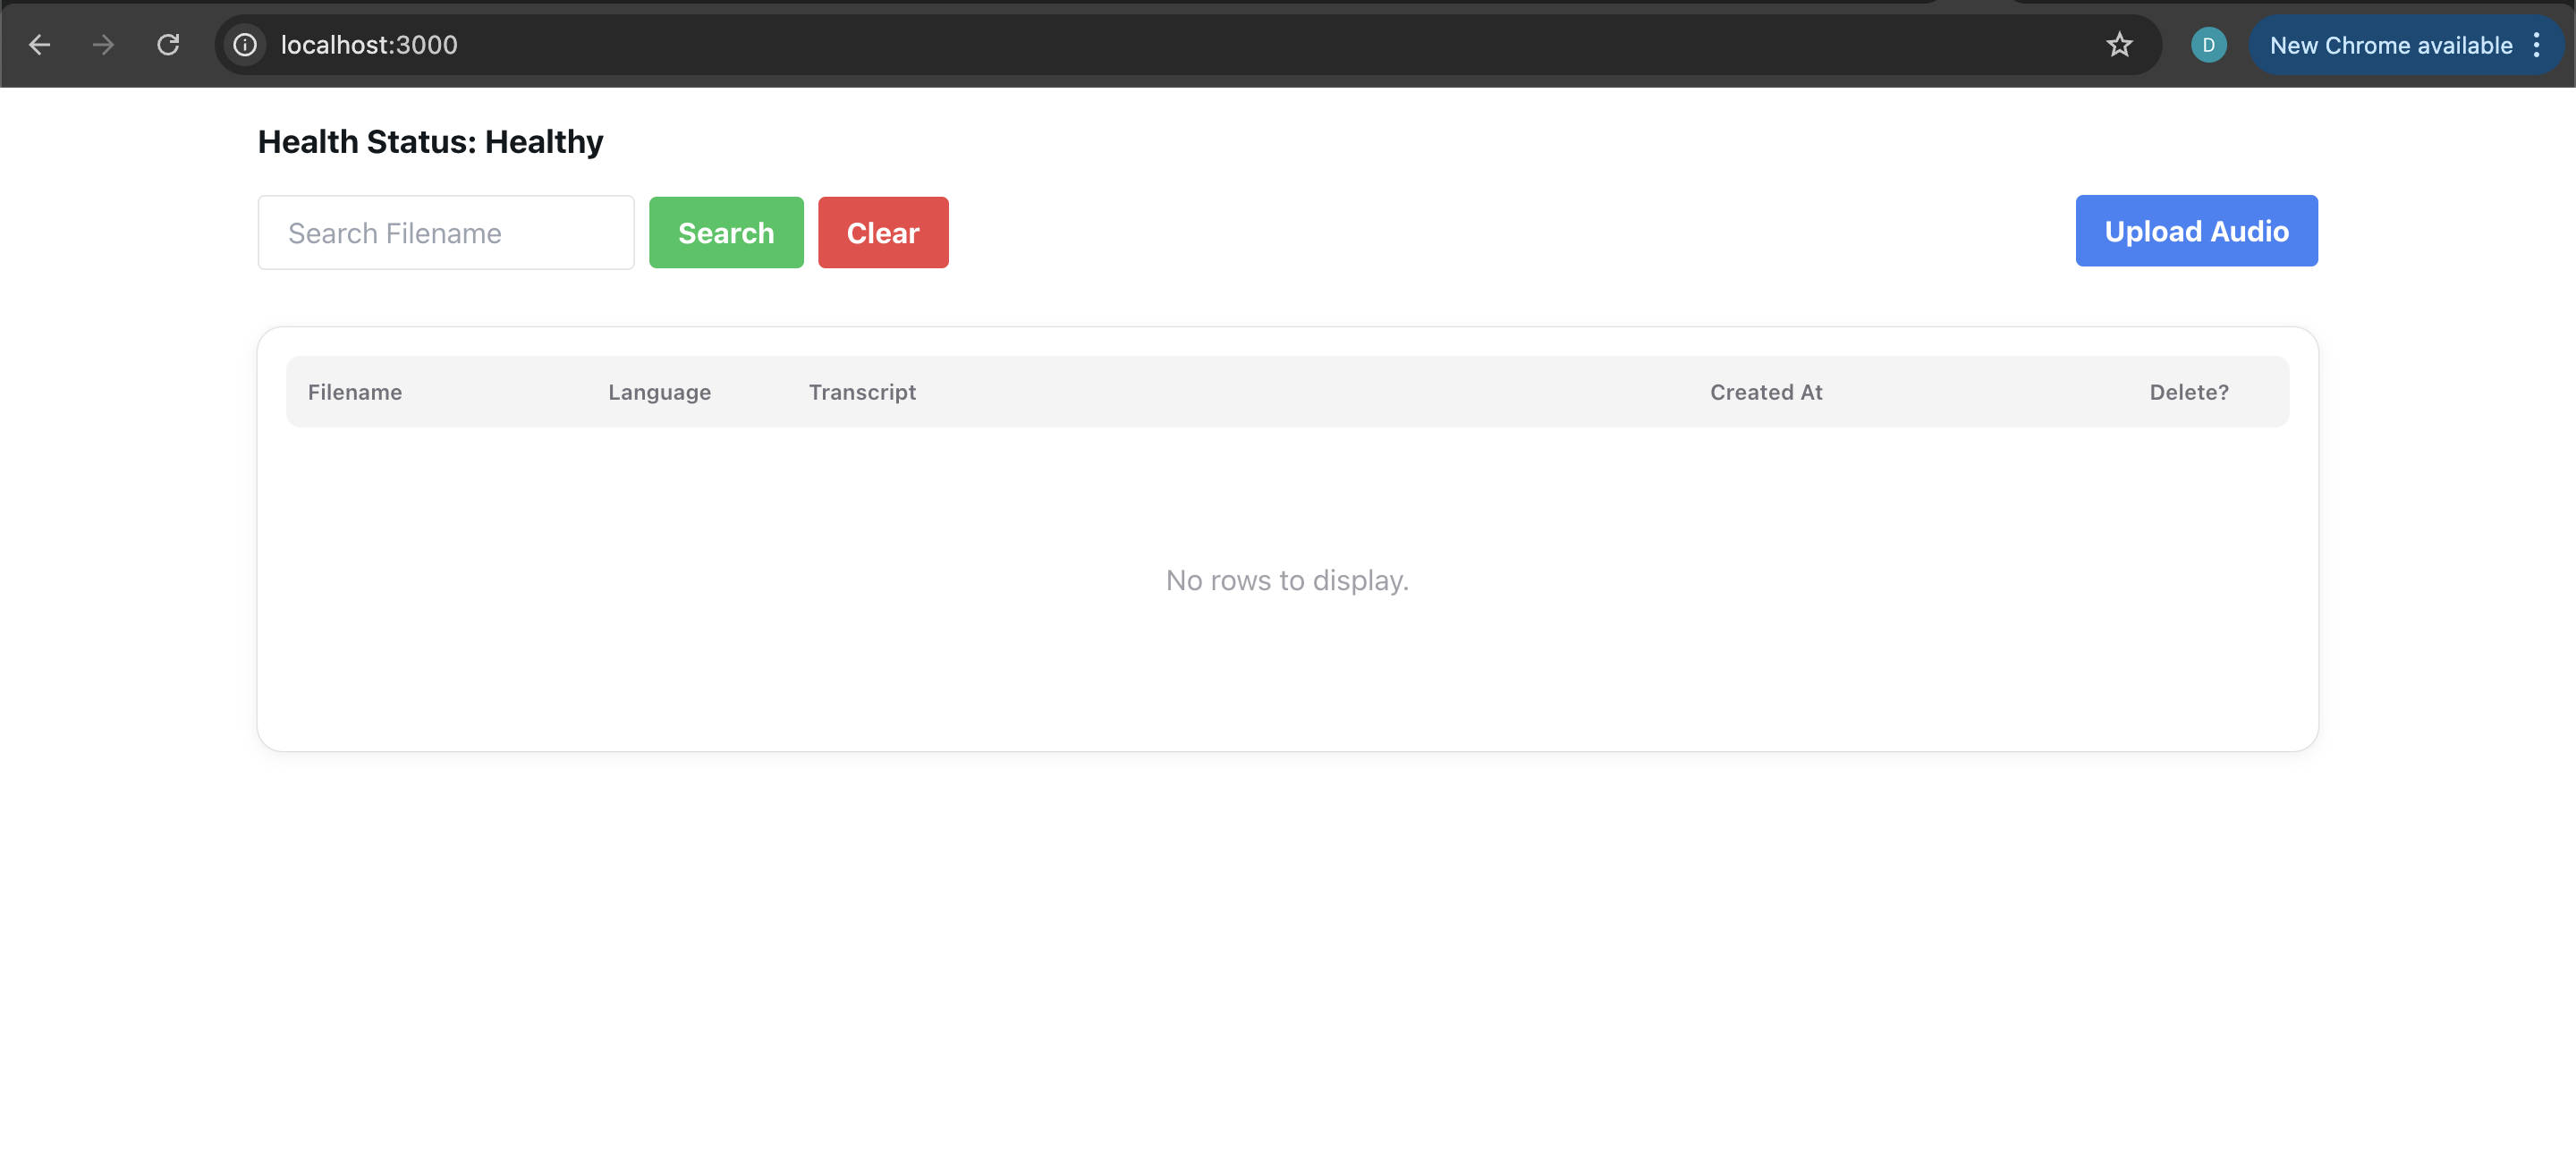 localhost:3000
D
New Chrome available
Health Status: Healthy
Search Filename
Search
Clear
Upload Audio
Filename Language Transcript Created At Delete?
No rows to display.